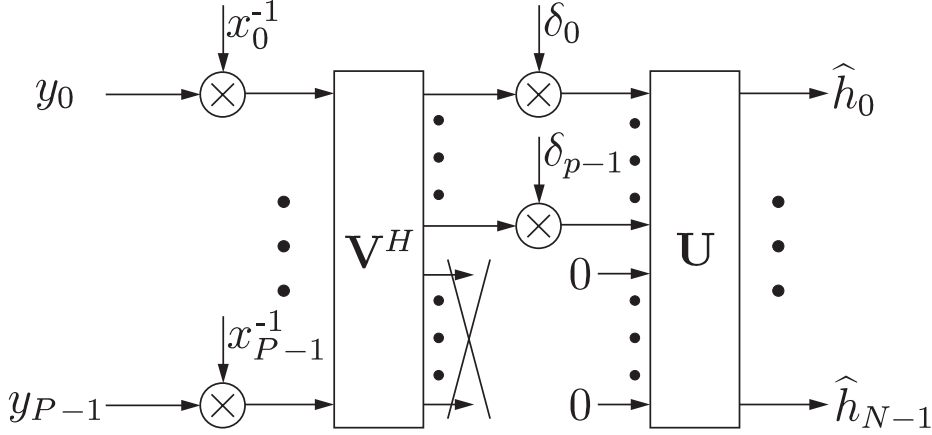 x_0^{-1} δ_0
y_0 ĥ_0
δ_{p-1}
V^H U
0
x_{P-1}^{-1}
y_{P-1} 0 ĥ_{N-1}